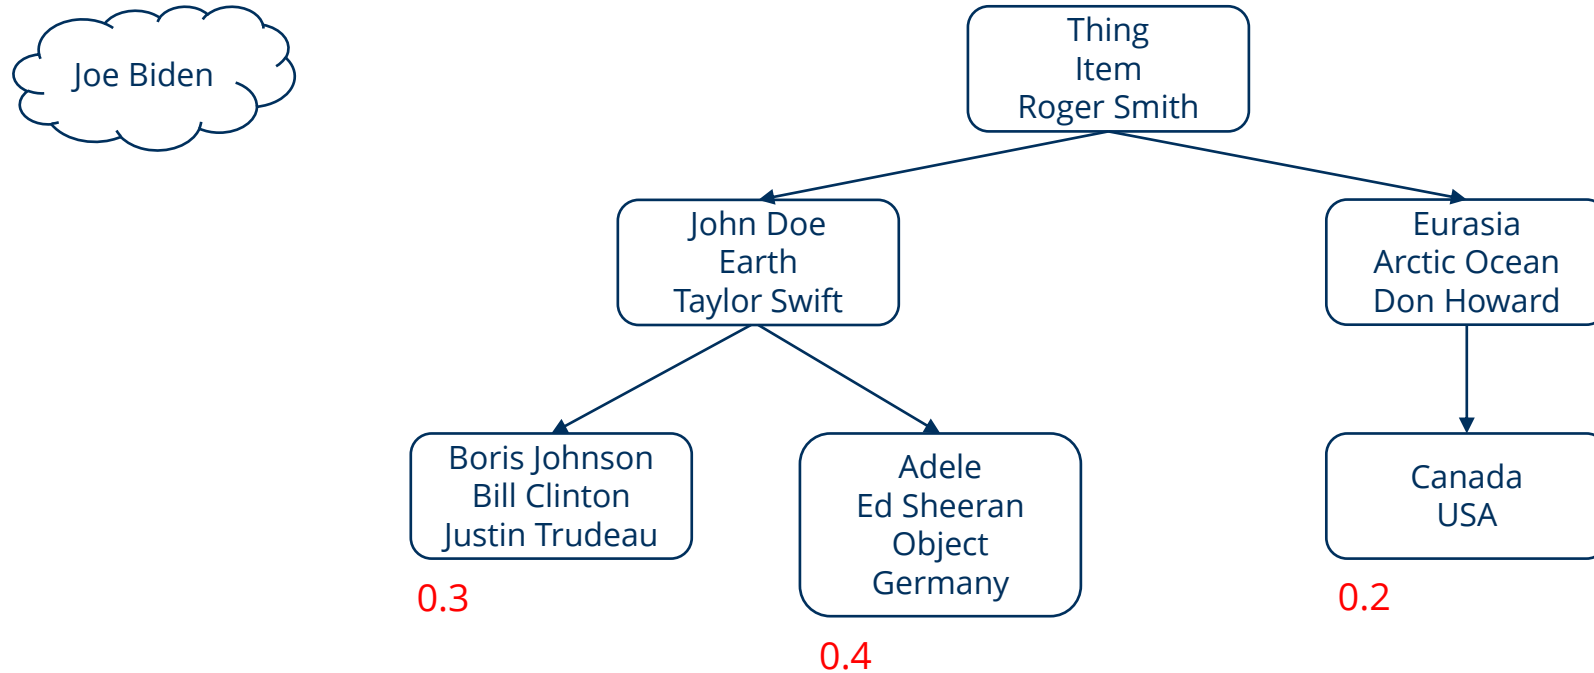 Joe Biden
Thing
Item
Roger Smith
John Doe
Earth
Taylor Swift
Eurasia
Arctic Ocean
Don Howard
Boris Johnson
Bill Clinton
Justin Trudeau
Adele
Ed Sheeran
Object
Germany
Canada
USA
0.3
0.2
0.4